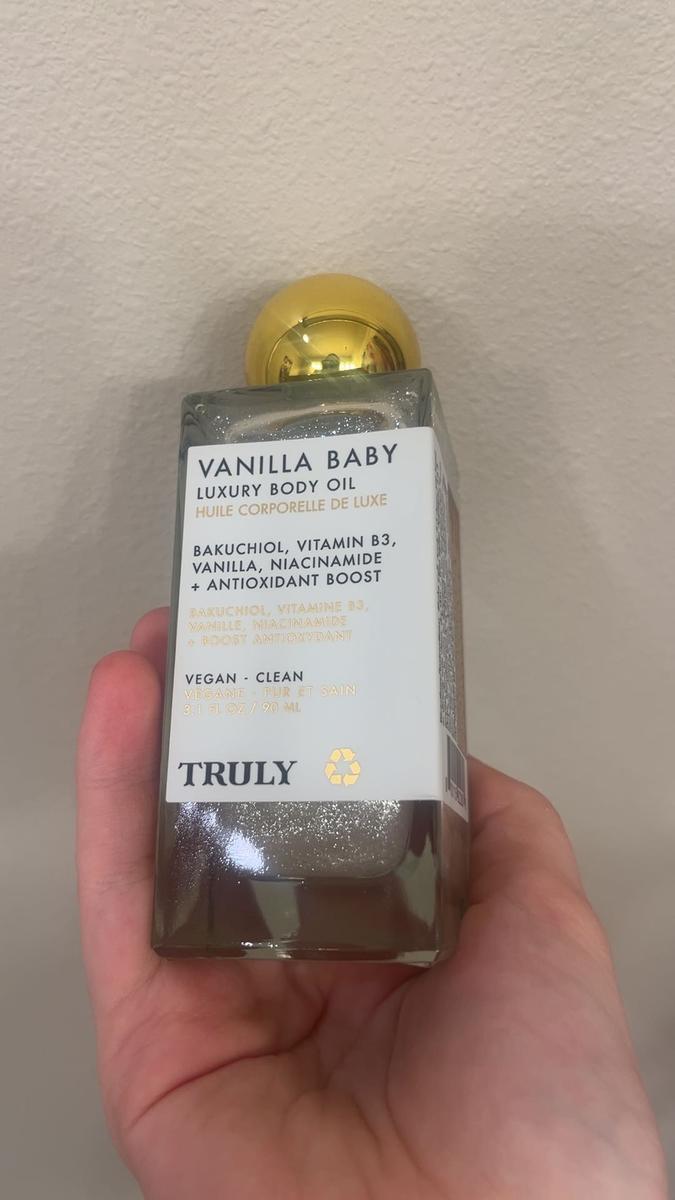 VANILLA BABY
LUXURY BODY OIL
HUILE CORPORELLE DE LUXE
BAKUCHIOL, VITAMIN B3,
VANILLA, NIACINAMIDE
+ ANTIOXIDANT BOOST
BAKUCHIOL, VITAMINE B3,
VANILLE, NIACINAMIDE
+ BOOST ANTIOXYDANT
VEGAN - CLEAN
VÉGANE - PUR ET SAIN
3.1 FL OZ / 90 ML
TRULY